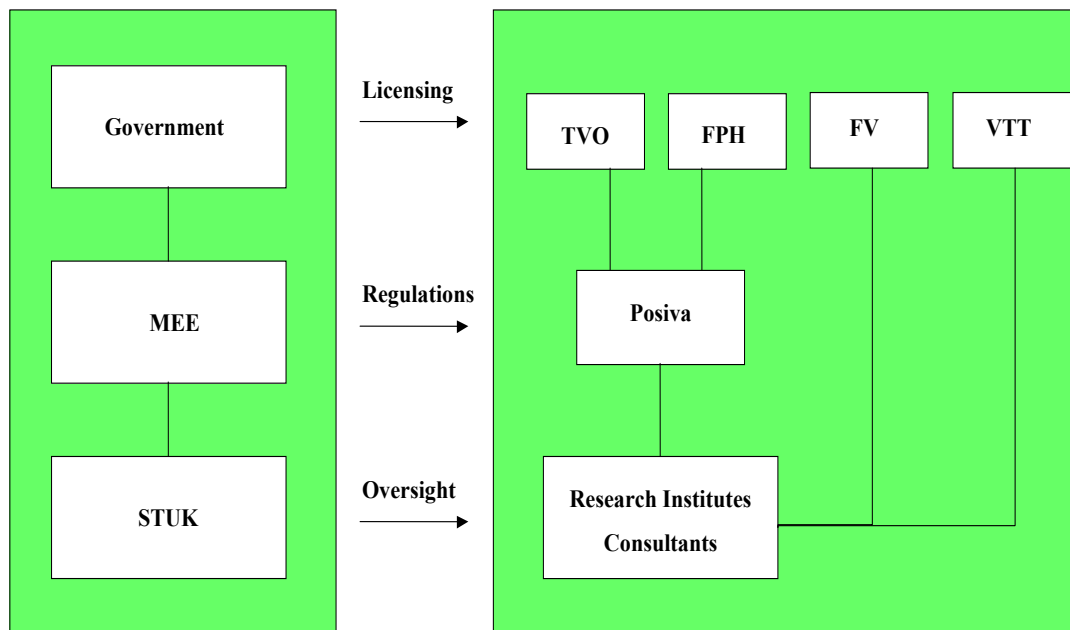 Government
MEE
STUK
Licensing
Regulations
Oversight
TVO
FPH
FV
VTT
Posiva
Research Institutes
Consultants